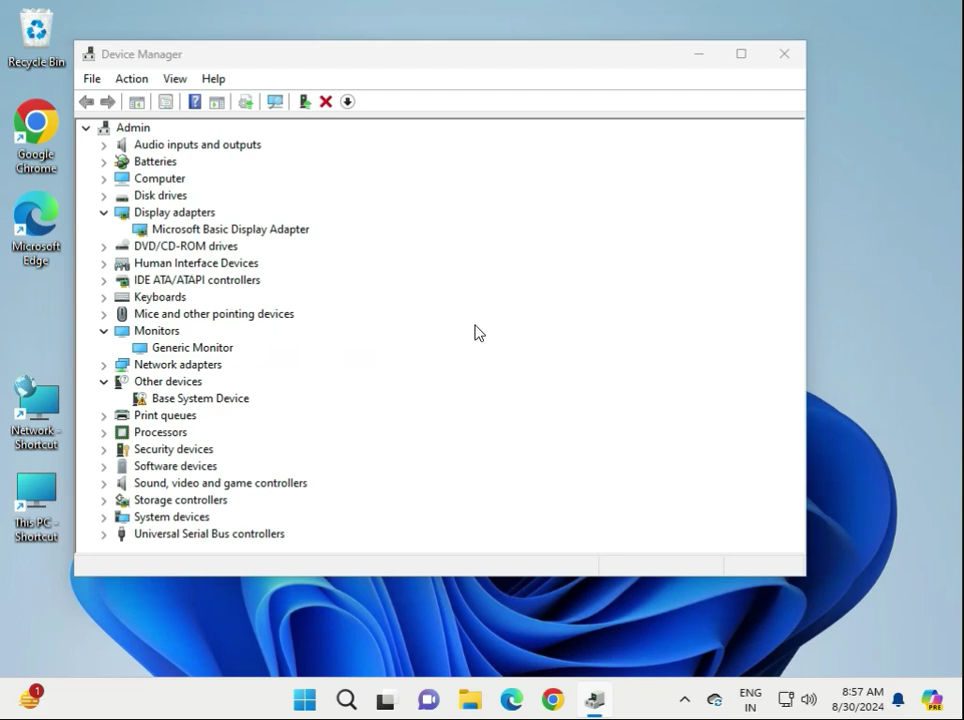 Recycle Bin
Google
Chrome
Microsoft
Edge
Network -
Shortcut
This PC -
Shortcut
Device Manager
File Action View Help
Admin
Audio inputs and outputs
Batteries
Computer
Disk drives
Display adapters
Microsoft Basic Display Adapter
DVD/CD-ROM drives
Human Interface Devices
IDE ATA/ATAPI controllers
Keyboards
Mice and other pointing devices
Monitors
Generic Monitor
Network adapters
Other devices
Base System Device
Print queues
Processors
Security devices
Software devices
Sound, video and game controllers
Storage controllers
System devices
Universal Serial Bus controllers
1
ENG
IN
8:57 AM
8/30/2024
PRE